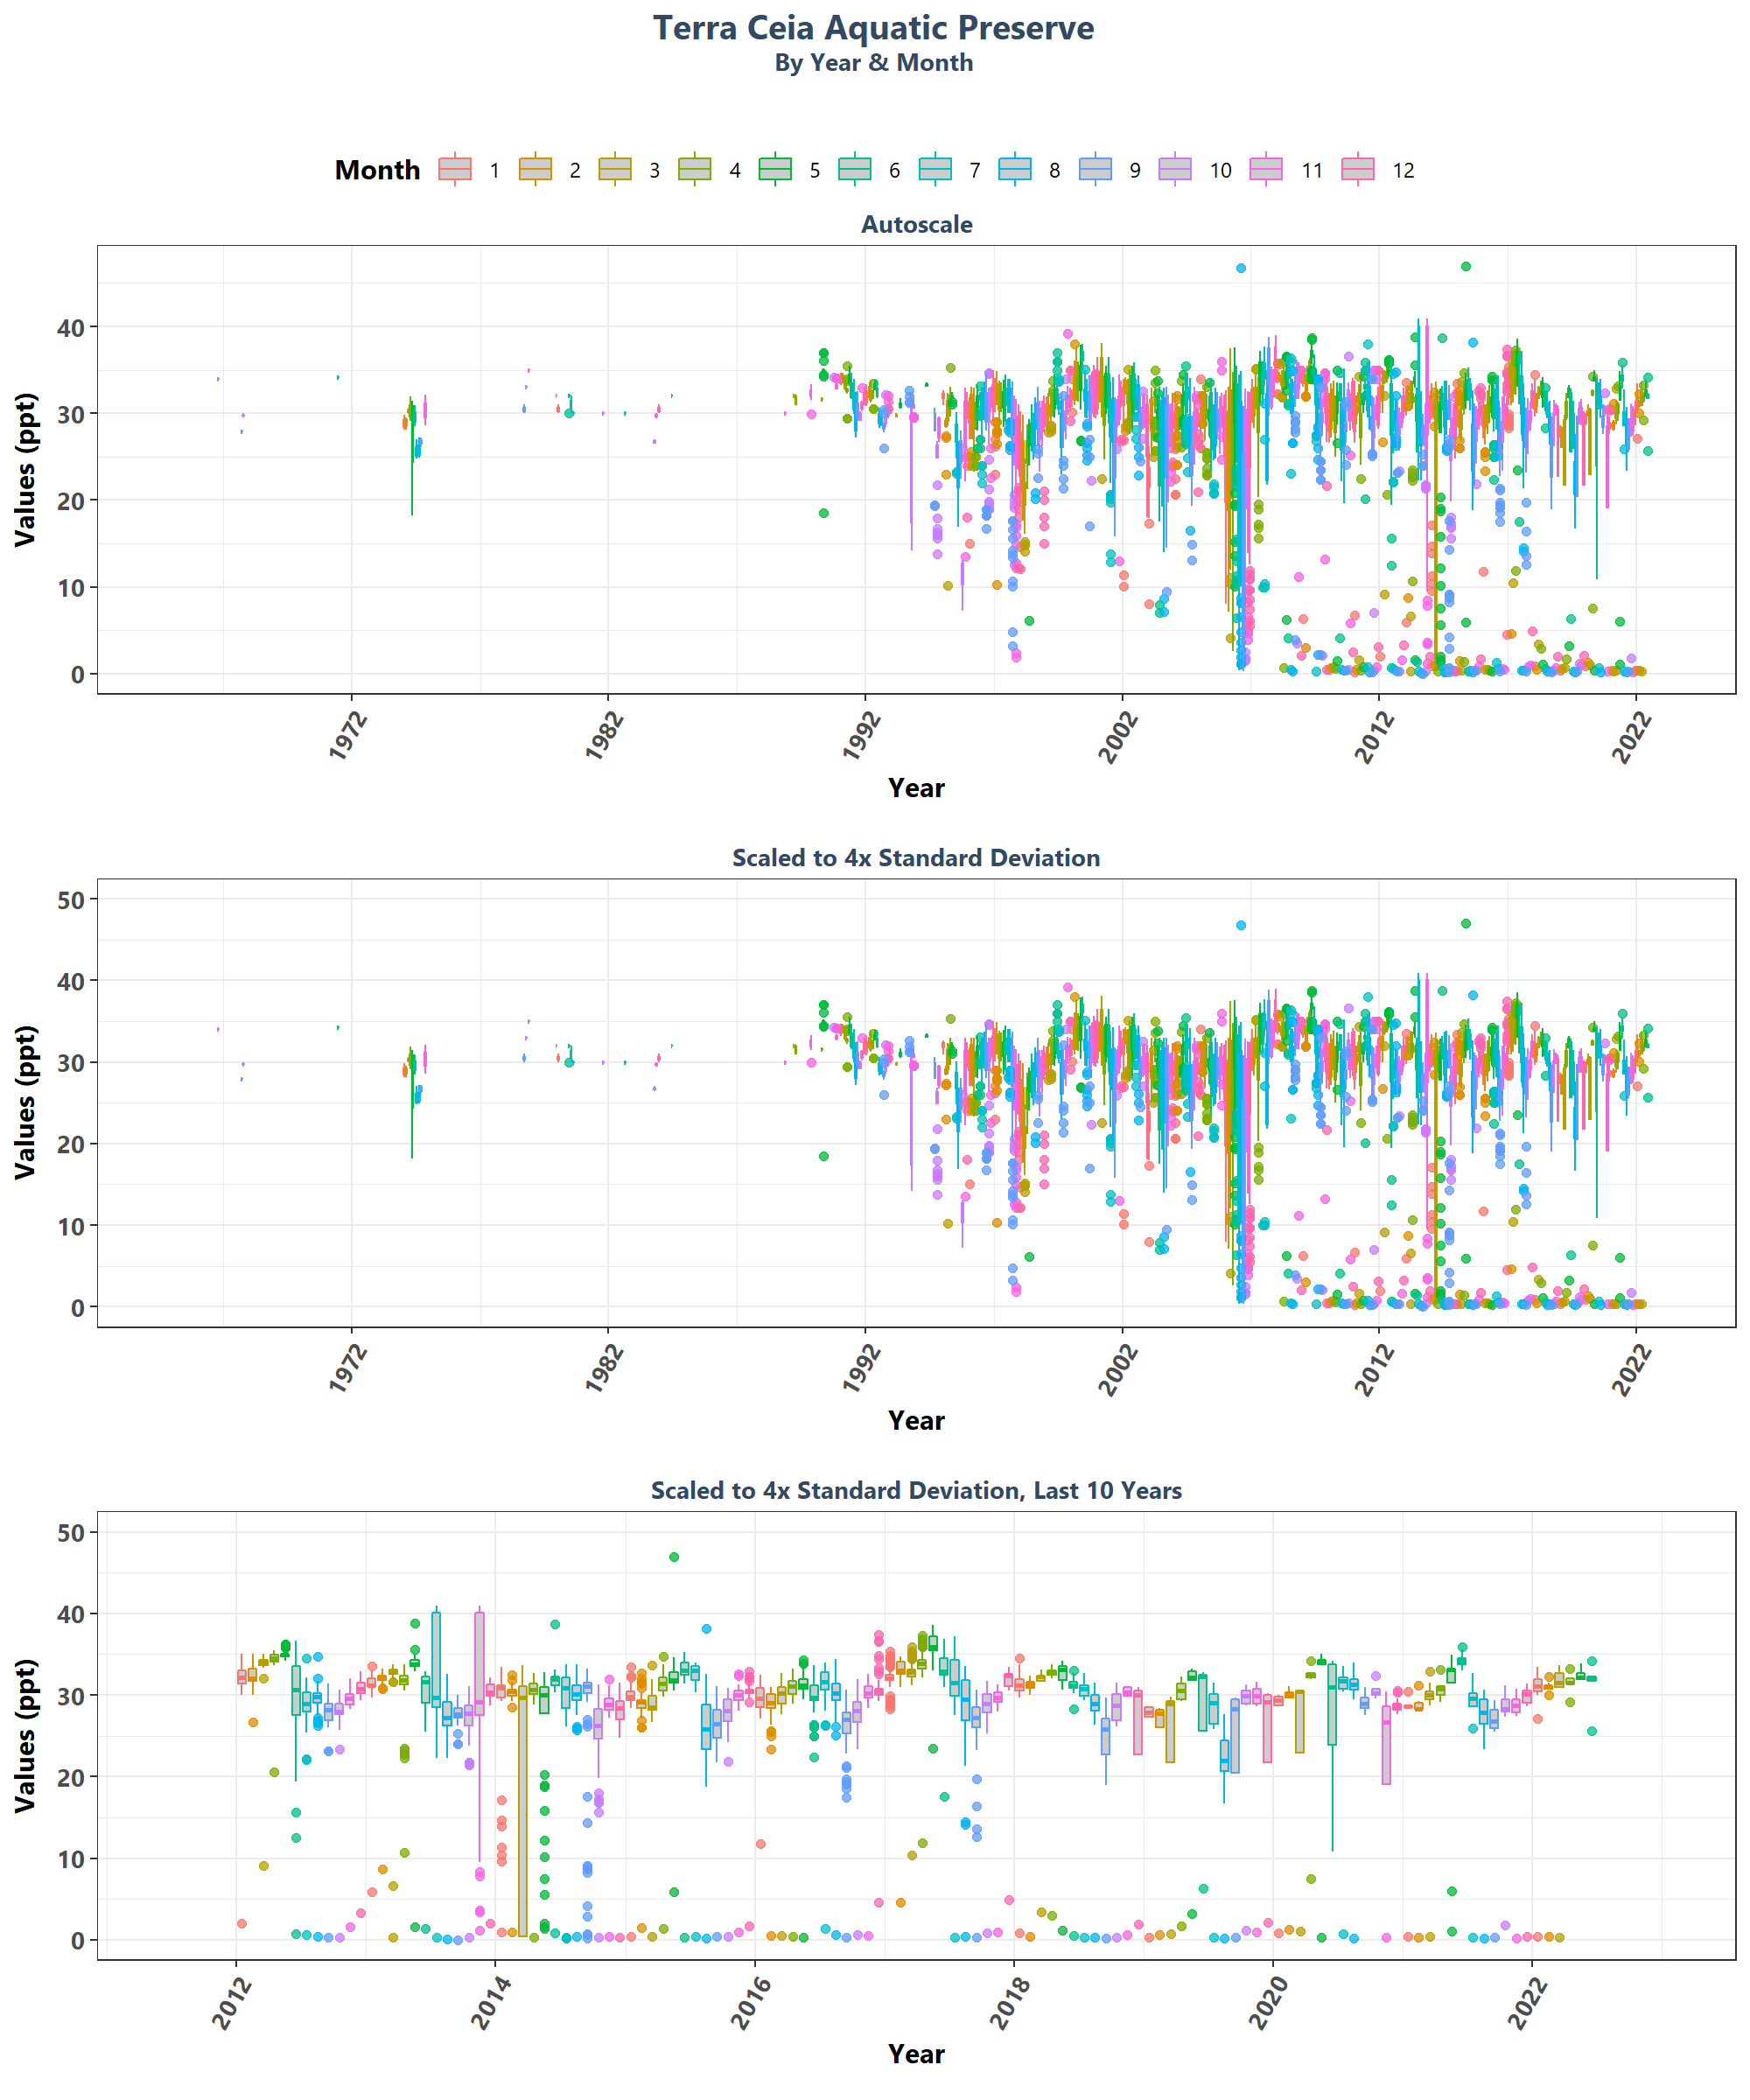 Terra Ceia Aquatic Preserve
By Year & Month
Month 1 2 3 4 5 6 7 8 9 10 11 12
Autoscale
Values (ppt)
40
30
20
10
0
1972 1982 1992 2002 2012 2022
Year
Scaled to 4x Standard Deviation
Values (ppt)
50
40
30
20
10
0
1972 1982 1992 2002 2012 2022
Year
Scaled to 4x Standard Deviation, Last 10 Years
Values (ppt)
50
40
30
20
10
0
2012 2014 2016 2018 2020 2022
Year